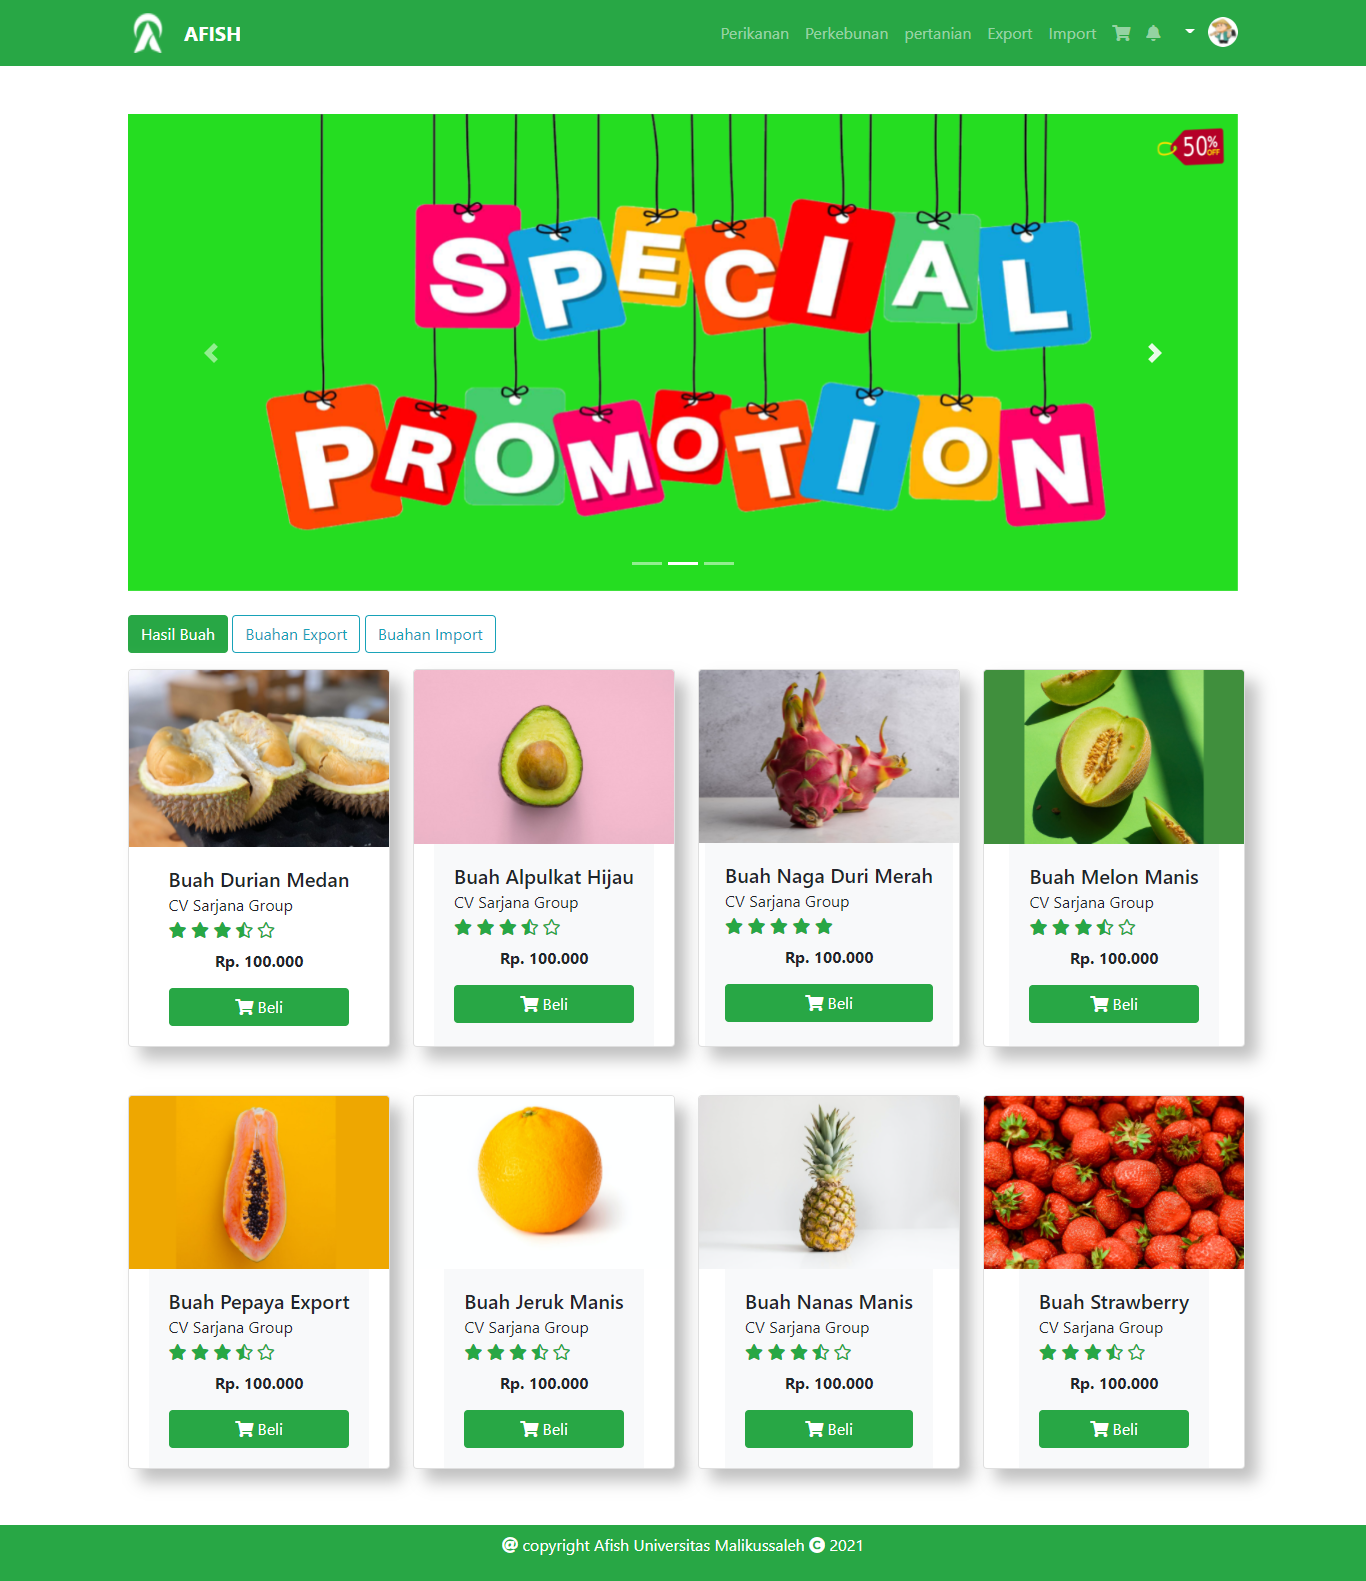 AFISH
Perikanan Perkebunan pertanian Export Import
50% OFF
SPECIAL
PROMOTION
Hasil Buah Buahan Export Buahan Import
Buah Durian Medan
CV Sarjana Group
Rp. 100.000
Beli
Buah Alpulkat Hijau
CV Sarjana Group
Rp. 100.000
Beli
Buah Naga Duri Merah
CV Sarjana Group
Rp. 100.000
Beli
Buah Melon Manis
CV Sarjana Group
Rp. 100.000
Beli
Buah Pepaya Export
CV Sarjana Group
Rp. 100.000
Beli
Buah Jeruk Manis
CV Sarjana Group
Rp. 100.000
Beli
Buah Nanas Manis
CV Sarjana Group
Rp. 100.000
Beli
Buah Strawberry
CV Sarjana Group
Rp. 100.000
Beli
@ copyright Afish Universitas Malikussaleh © 2021